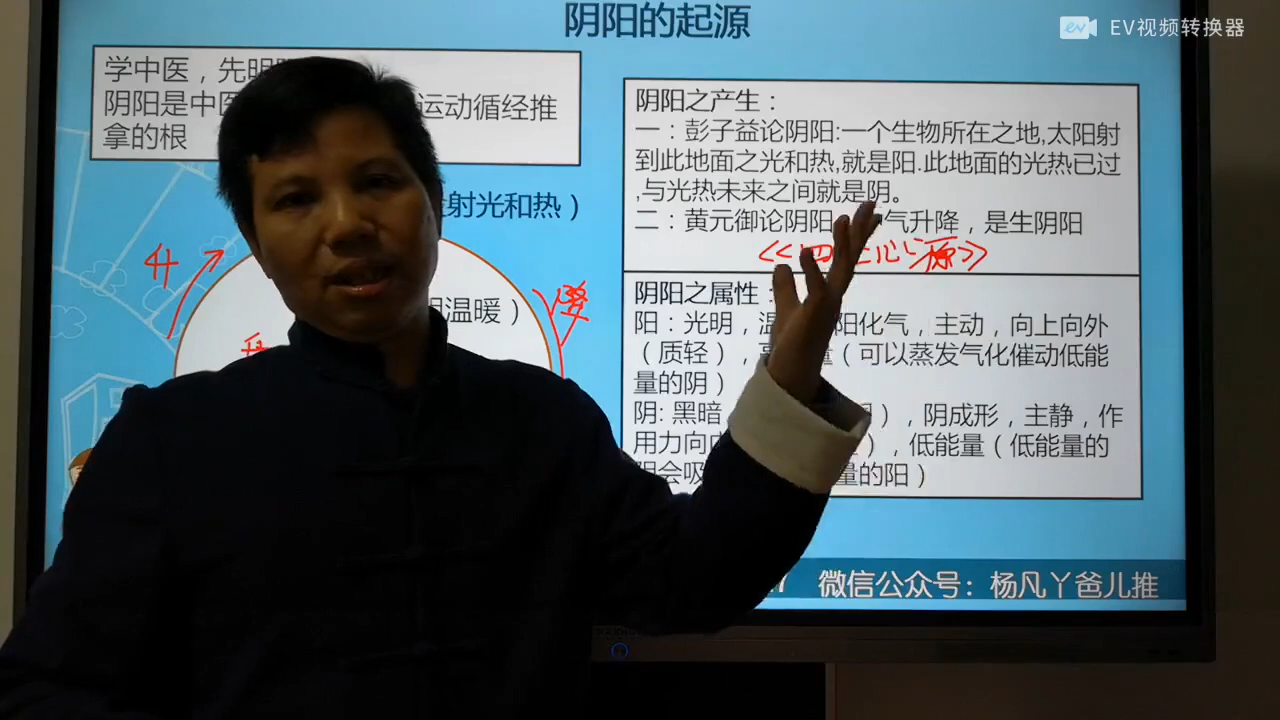 EV视频转换器
阴阳的起源
学中医，先明
阴阳是中医 运动循经推
拿的根
射光和热）
升
温暖）
阴阳之产生：
一：彭子益论阴阳:一个生物所在之地,太阳射
到此地面之光和热,就是阳.此地面的光热已过
,与光热未来之间就是阴。
二：黄元御论阴阳 气升降，是生阴阳
心源》
阴阳之属性：
阳：光明，温 阳化气，主动，向上向外
（质轻），高 量（可以蒸发气化催动低能
量的阴）
阴: 黑暗 ），阴成形，主静，作
用力向 ），低能量（低能量的
阴会吸 量的阳）
微信公众号：杨凡丫爸儿推